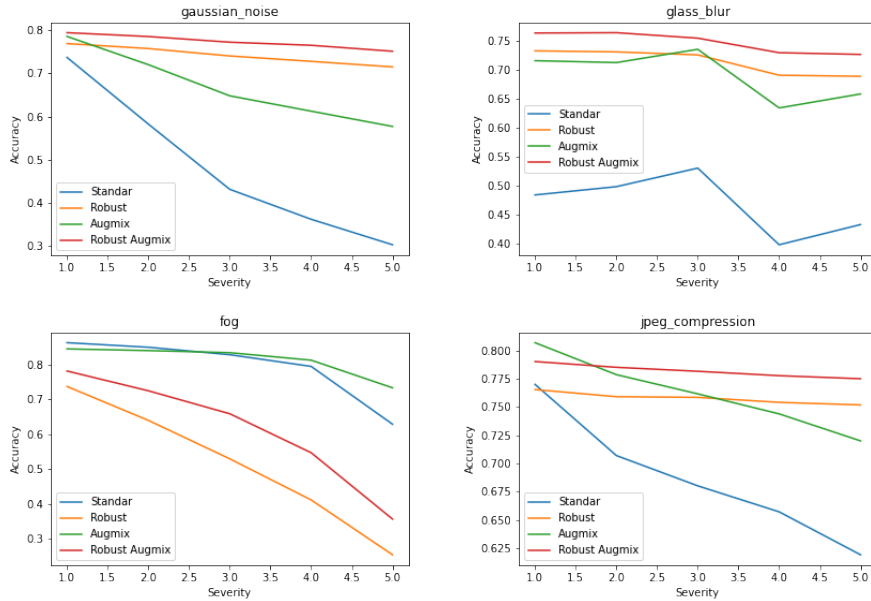 gaussian_noise
0.8
0.7
0.6
0.5
0.4
0.3
Accuracy
Standar
Robust
Augmix
Robust Augmix
1.0 1.5 2.0 2.5 3.0 3.5 4.0 4.5 5.0
Severity
glass_blur
0.75
0.70
0.65
0.60
0.55
0.50
0.45
0.40
Accuracy
Standar
Robust
Augmix
Robust Augmix
1.0 1.5 2.0 2.5 3.0 3.5 4.0 4.5 5.0
Severity
fog
0.8
0.7
0.6
0.5
0.4
0.3
Accuracy
Standar
Robust
Augmix
Robust Augmix
1.0 1.5 2.0 2.5 3.0 3.5 4.0 4.5 5.0
Severity
jpeg_compression
0.800
0.775
0.750
0.725
0.700
0.675
0.650
0.625
Accuracy
Standar
Robust
Augmix
Robust Augmix
1.0 1.5 2.0 2.5 3.0 3.5 4.0 4.5 5.0
Severity